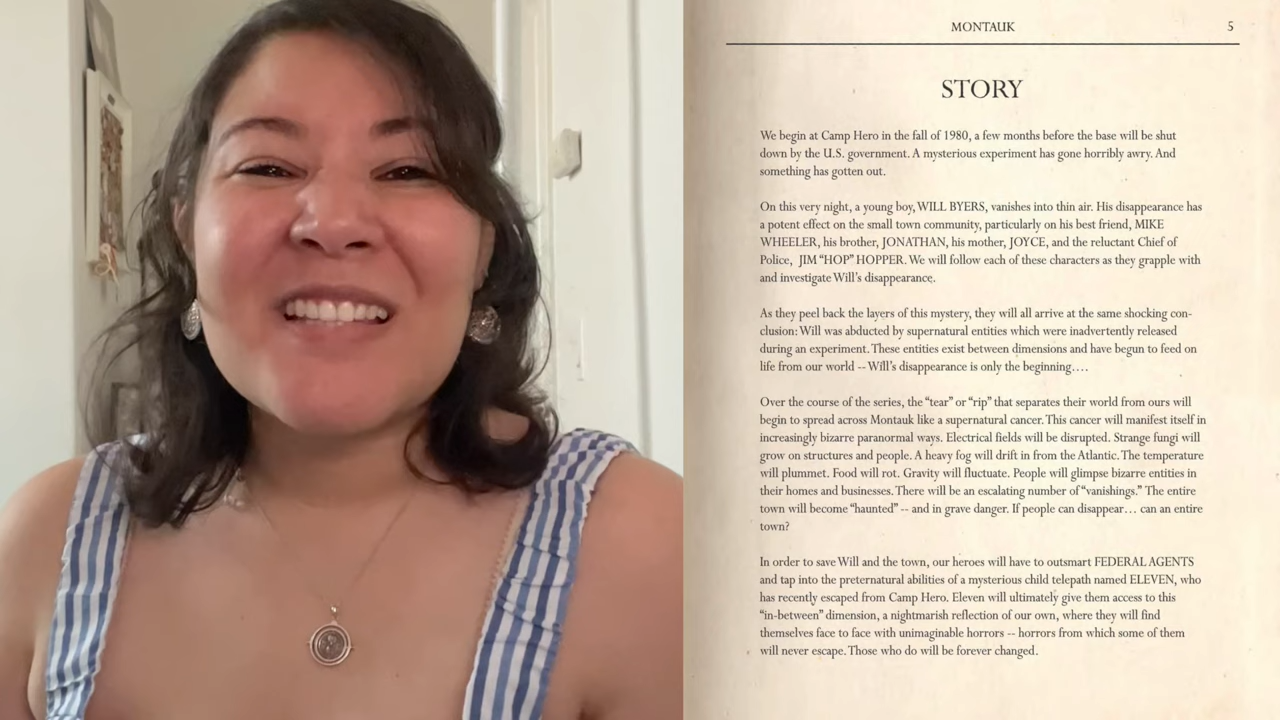 MONTAUK 5
STORY
We begin at Camp Hero in the fall of 1980, a few months before the base will be shut
down by the U.S. government. A mysterious experiment has gone horribly awry. And
something has gotten out.
On this very night, a young boy, WILL BYERS, vanishes into thin air. His disappearance has
a potent effect on the small town community, particularly on his best friend, MIKE
WHEELER, his brother, JONATHAN, his mother, JOYCE, and the reluctant Chief of
Police, JIM “HOP” HOPPER. We will follow each of these characters as they grapple with
and investigate Will’s disappearance.
As they peel back the layers of this mystery, they will all arrive at the same shocking con-
clusion: Will was abducted by supernatural entities which were inadvertently released
during an experiment. These entities exist between dimensions and have begun to feed on
life from our world -- Will’s disappearance is only the beginning….
Over the course of the series, the “tear” or “rip” that separates their world from ours will
begin to spread across Montauk like a supernatural cancer. This cancer will manifest itself in
increasingly bizarre paranormal ways. Electrical fields will be disrupted. Strange fungi will
grow on structures and people. A heavy fog will drift in from the Atlantic. The temperature
will plummet. Food will rot. Gravity will fluctuate. People will glimpse bizarre entities in
their homes and businesses. There will be an escalating number of “vanishings.” The entire
town will become “haunted” -- and in grave danger. If people can disappear… can an entire
town?
In order to save Will and the town, our heroes will have to outsmart FEDERAL AGENTS
and tap into the preternatural abilities of a mysterious child telepath named ELEVEN, who
has recently escaped from Camp Hero. Eleven will ultimately give them access to this
“in-between” dimension, a nightmarish reflection of our own, where they will find
themselves face to face with unimaginable horrors -- horrors from which some of them
will never escape. Those who do will be forever changed.